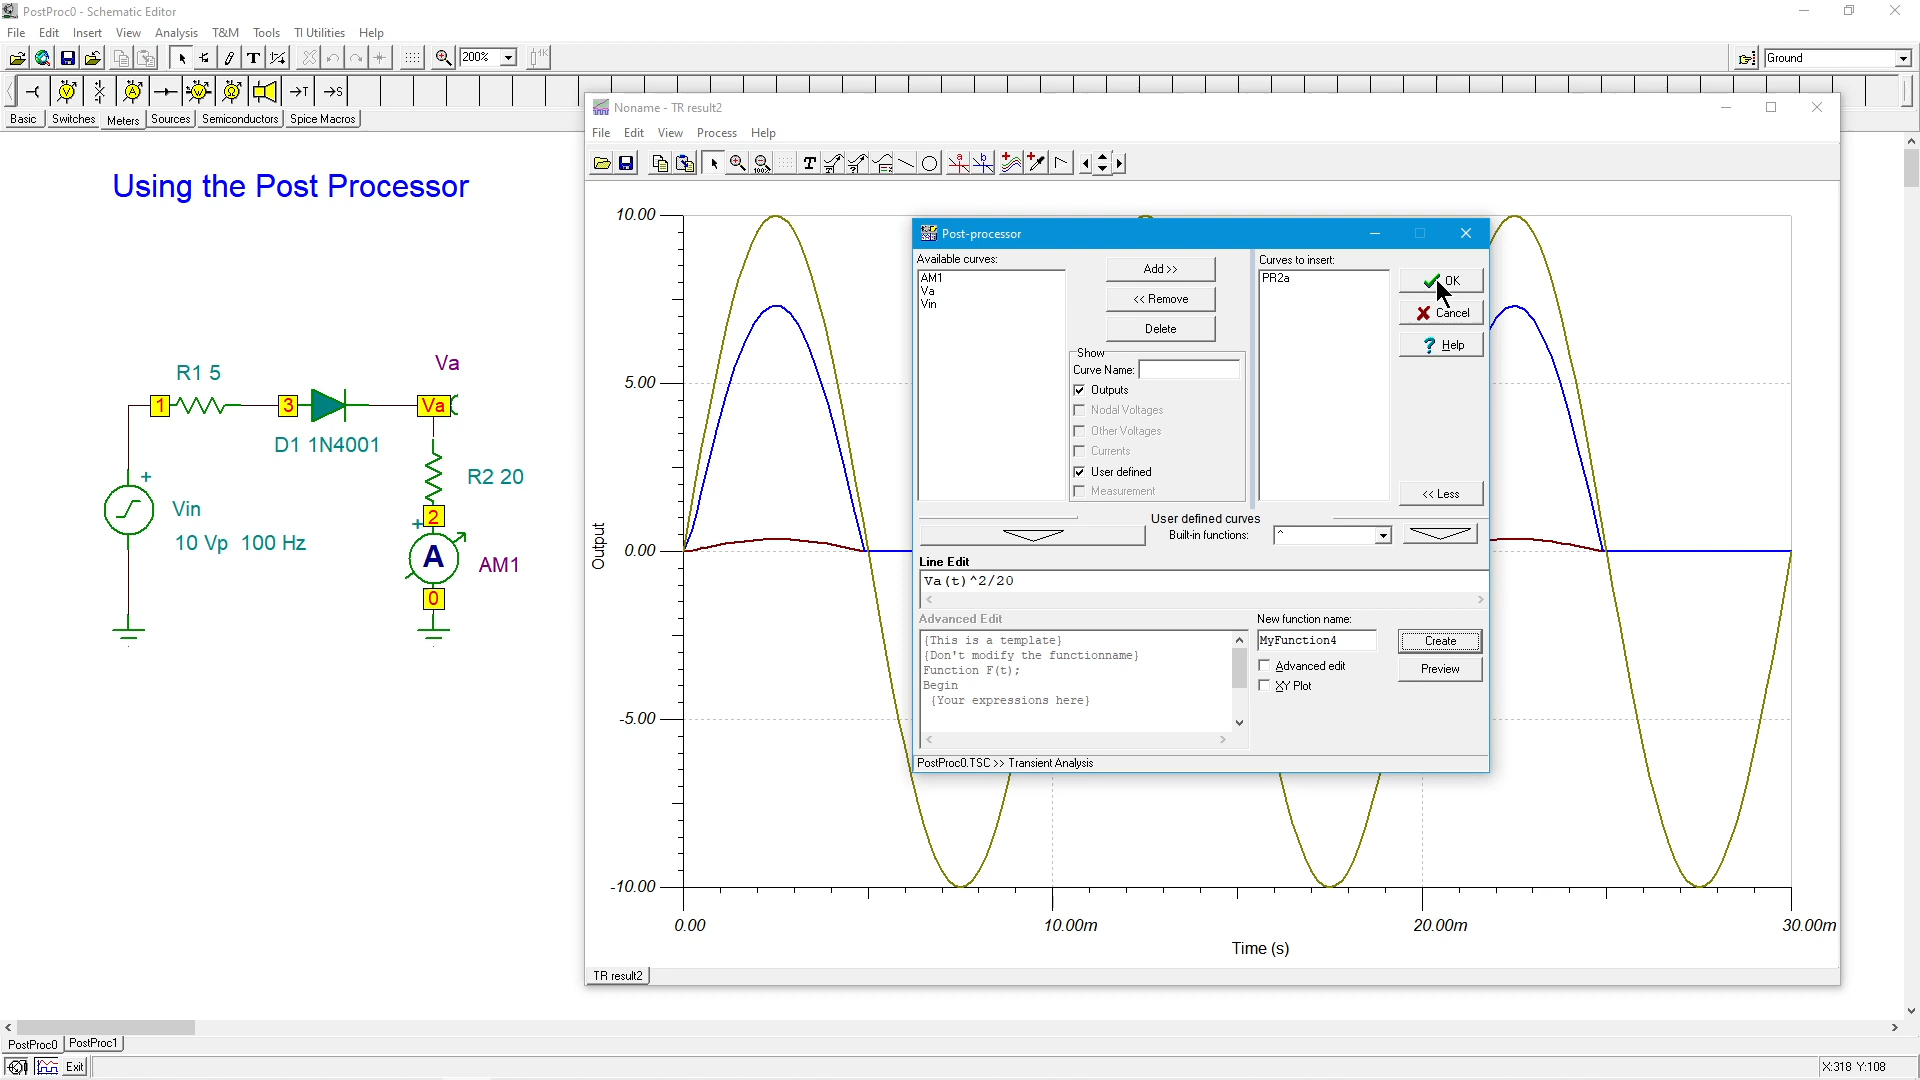 PostProc0 - Schematic Editor
File Edit Insert View Analysis T&M Tools TI Utilities Help
200%
1K
Ground
T
S
Basic Switches Meters Sources Semiconductors Spice Macros
Using the Post Processor
R1 5
Va
1
3
Va
D1 1N4001
R2 20
+
Vin
10 Vp 100 Hz
+
2
A
AM1
0
Noname - TR result2
File Edit View Process Help
T
100%
a
b
Output
10.00
5.00
0.00
-5.00
-10.00
0.00
10.00m
20.00m
30.00m
Time (s)
TR result2
Post-processor
Available curves:
AM1
Va
Vin
Add >>
<< Remove
Delete
Show
Curve Name:
Outputs
Nodal Voltages
Other Voltages
Currents
User defined
Measurement
Curves to insert:
PR2a
OK
Cancel
Help
<< Less
User defined curves
Built-in functions:
^
Line Edit
Va(t)^2/20
Advanced Edit
{This is a template}
{Don't modify the functionname}
Function F(t);
Begin
{Your expressions here}
New function name:
MyFunction4
Create
Advanced edit
Preview
XY Plot
PostProc0.TSC >> Transient Analysis
PostProc0 PostProc1
Exit
X:318 Y:108